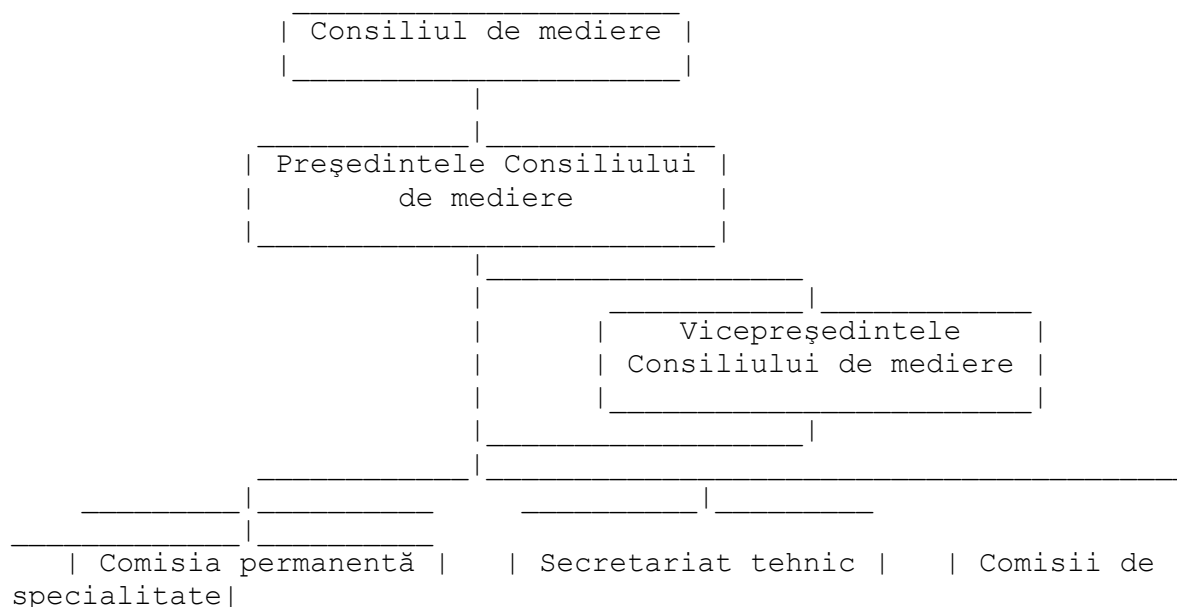 Consiliul de mediere
Preşedintele Consiliului
de mediere
Vicepreşedintele
Consiliului de mediere
Comisia permanentă | | Secretariat tehnic | | Comisii de
specialitate|